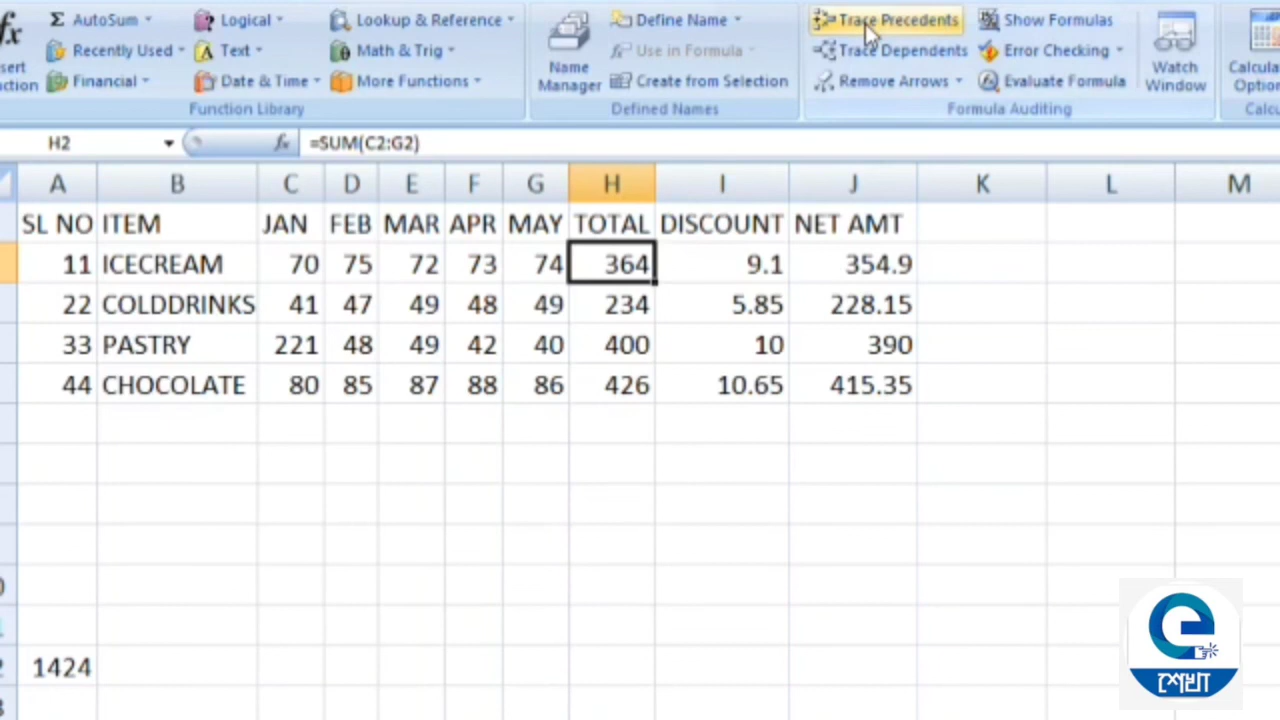 Σ AutoSum Logical Lookup & Reference Define Name Trace Precedents Show Formulas
Recently Used Text Math & Trig Use in Formula Trace Dependents Error Checking
Financial Date & Time More Functions Name Manager Create from Selection Remove Arrows Evaluate Formula Watch Window
Function Library Defined Names Formula Auditing
H2 fx =SUM(C2:G2)
A B C D E F G H I J K L M
SL NO ITEM JAN FEB MAR APR MAY TOTAL DISCOUNT NET AMT
11 ICECREAM 70 75 72 73 74 364 9.1 354.9
22 COLDDRINKS 41 47 49 48 49 234 5.85 228.15
33 PASTRY 221 48 49 42 40 400 10 390
44 CHOCOLATE 80 85 87 88 86 426 10.65 415.35
1424
e
শেখা